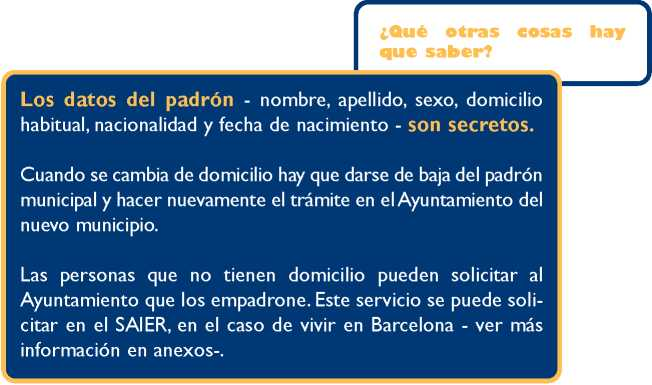 ¿Qué otras cosas hay
que saber?
Los datos del padrón - nombre, apellido, sexo, domicilio
habitual, nacionalidad y fecha de nacimiento - son secretos.
Cuando se cambia de domicilio hay que darse de baja del padrón
municipal y hacer nuevamente el trámite en el Ayuntamiento del
nuevo municipio.
Las personas que no tienen domicilio pueden solicitar al
Ayuntamiento que los empadrone. Este servicio se puede soli-
citar en el SAIER, en el caso de vivir en Barcelona - ver más
información en anexos-.